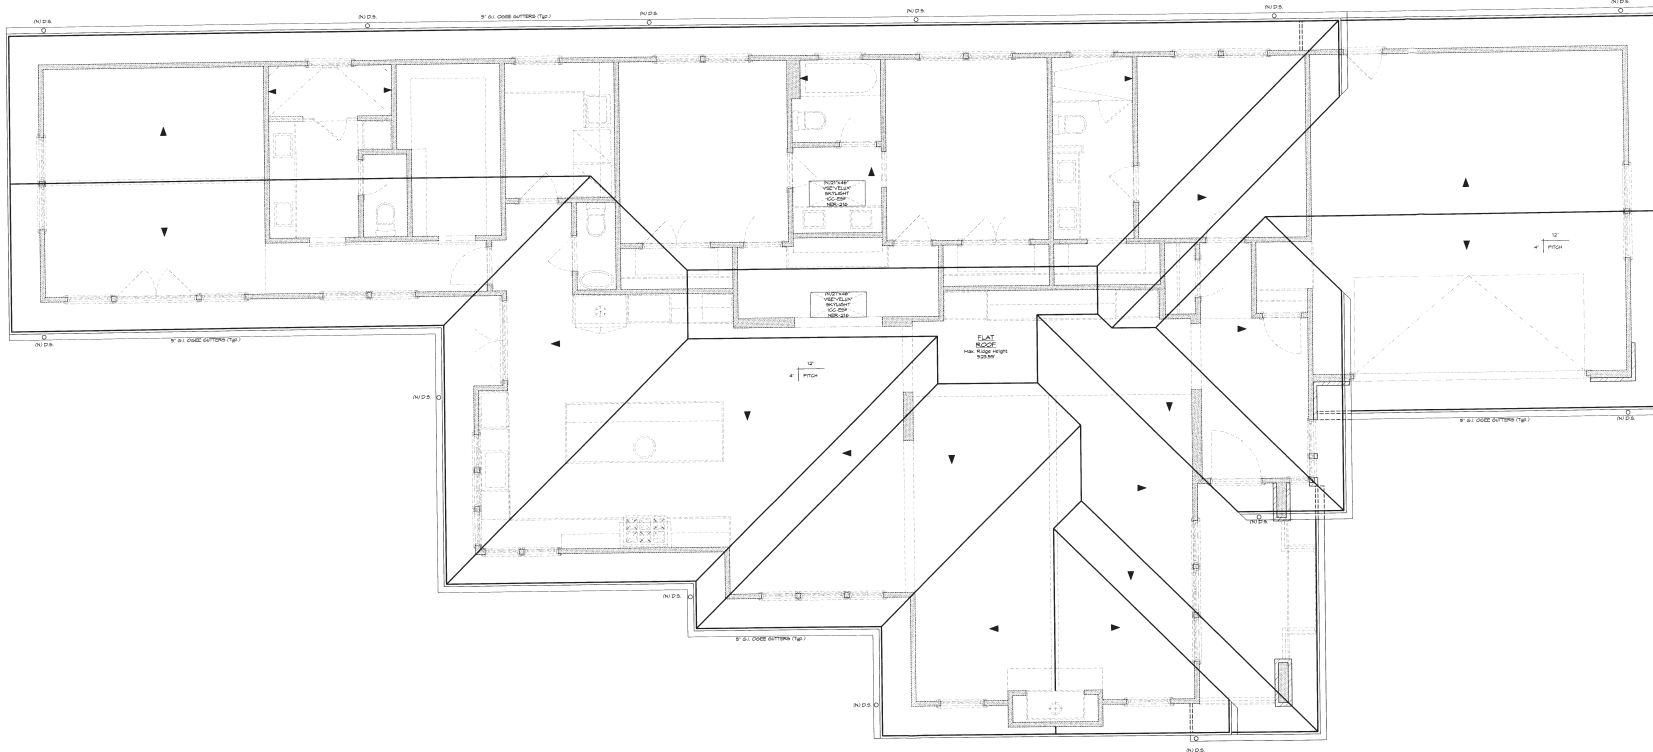 (N) D.S.
(N) D.S.
5" G.I. OGEE GUTTERS (Typ.)
(N) D.S.
(N) D.S.
(N) D.S.
(N) D.S.
(N)21"X46"
VSE VELUX
SKYLIGHT
ICC-ESR
NER-216
12"
4"
PITCH
(N)21"X46"
VSE VELUX
SKYLIGHT
ICC-ESR
NER-216
(N) D.S.
5" G.I. OGEE GUTTERS (Typ.)
FLAT
ROOF
Max. Ridge Height
12"
4"
PITCH
(N) D.S.
(N) D.S.
5" G.I. OGEE GUTTERS (Typ.)
(N) D.S.
(N) D.S.
5" G.I. OGEE GUTTERS (Typ.)
(N) D.S.
(N) D.S.